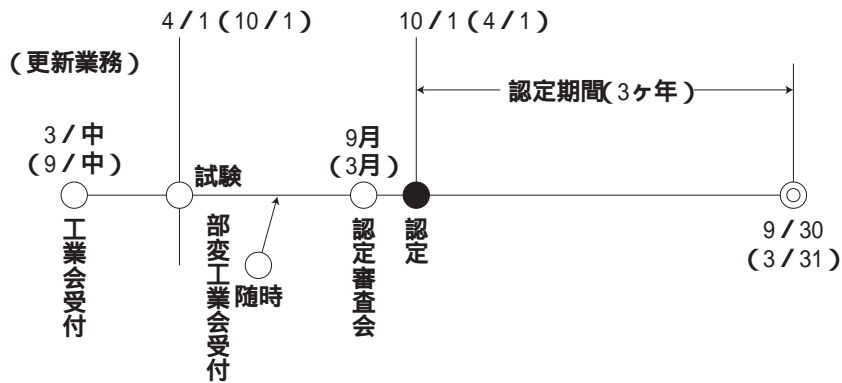 4/1(10/1)
10/1(4/1)
(更新業務)
認定期間(3ヶ年)
3/中
(9/中)
9月
(3月)
試験
9/30
(3/31)
工業会受付
部変工業会受付
随時
認定審査会
認定